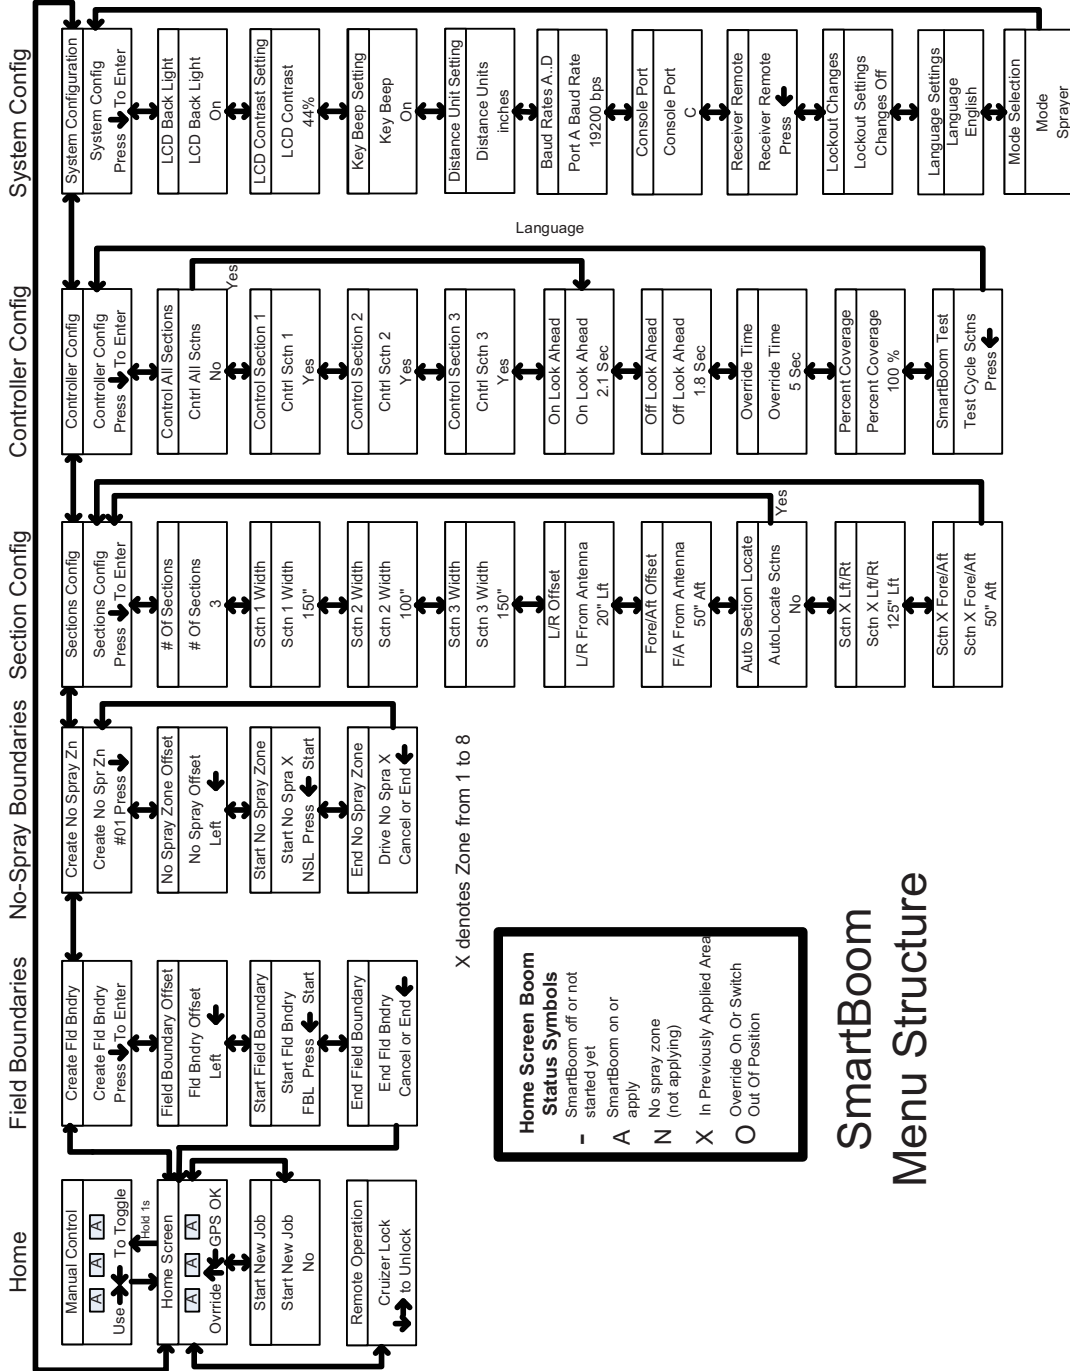 Home
Manual Control
A A A
Use To Toggle
Hold 1s
Home Screen
A A A
Ovrride GPS OK
Start New Job
Start New Job
No
Remote Operation
Cruizer Lock
to Unlock
Field Boundaries
Create Fld Bndry
Create Fld Bndry
Press To Enter
Field Boundary Offset
Fld Bndry Offset
Left
Start Field Boundary
Start Fld Bndry
FBL Press Start
End Field Boundary
End Fld Bndry
Cancel or End
No-Spray Boundaries
Create No Spray Zn
Create No Spr Zn
#01 Press
No Spray Zone Offset
No Spray Offset
Left
Start No Spray Zone
Start No Spra X
NSL Press Start
End No Spray Zone
Drive No Spra X
Cancel or End
X denotes Zone from 1 to 8
Section Config
Sections Config
Sections Config
Press To Enter
# Of Sections
# Of Sections
3
Sctn 1 Width
Sctn 1 Width
150"
Sctn 2 Width
Sctn 2 Width
100"
Sctn 3 Width
Sctn 3 Width
150"
L/R Offset
L/R From Antenna
20" Lft
Fore/Aft Offset
F/A From Antenna
50" Aft
Auto Section Locate
AutoLocate Sctns
No
Yes
Sctn X Lft/Rt
Sctn X Lft/Rt
125" Lft
Sctn X Fore/Aft
Sctn X Fore/Aft
50" Aft
Controller Config
Controller Config
Controller Config
Press To Enter
Control All Sections
Cntrl All Sctns
No
Yes
Control Section 1
Cntrl Sctn 1
Yes
Control Section 2
Cntrl Sctn 2
Yes
Control Section 3
Cntrl Sctn 3
Yes
On Look Ahead
On Look Ahead
2.1 Sec
Off Look Ahead
Off Look Ahead
1.8 Sec
Override Time
Override Time
5 Sec
Percent Coverage
Percent Coverage
100 %
SmartBoom Test
Test Cycle Sctns
Press
Language
System Config
System Configuration
System Config
Press To Enter
LCD Back Light
LCD Back Light
On
LCD Contrast Setting
LCD Contrast
44%
Key Beep Setting
Key Beep
On
Distance Unit Setting
Distance Units
inches
Baud Rates A..D
Port A Baud Rate
19200 bps
Console Port
Console Port
C
Receiver Remote
Receiver Remote
Press
Lockout Changes
Lockout Settings
Changes Off
Language Settings
Language
English
Mode Selection
Mode
Sprayer
Home Screen Boom
Status Symbols
- SmartBoom off or not
started yet
A SmartBoom on or
apply
N No spray zone
(not applying)
X In Previously Applied Area
O Override On Or Switch
Out Of Position
SmartBoom
Menu Structure